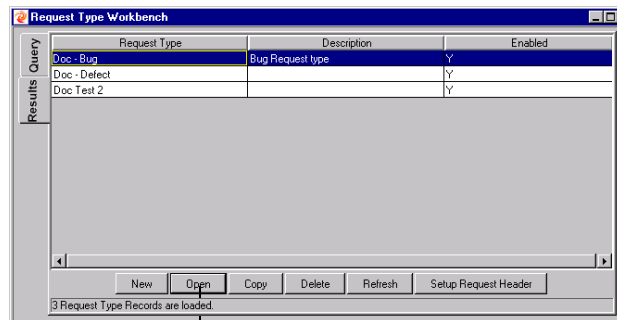 Request Type Workbench
Query
Results
Request Type Description Enabled
Doc - Bug Bug Request type Y
Doc - Defect Y
Doc Test 2 Y
New Open Copy Delete Refresh Setup Request Header
3 Request Type Records are loaded.